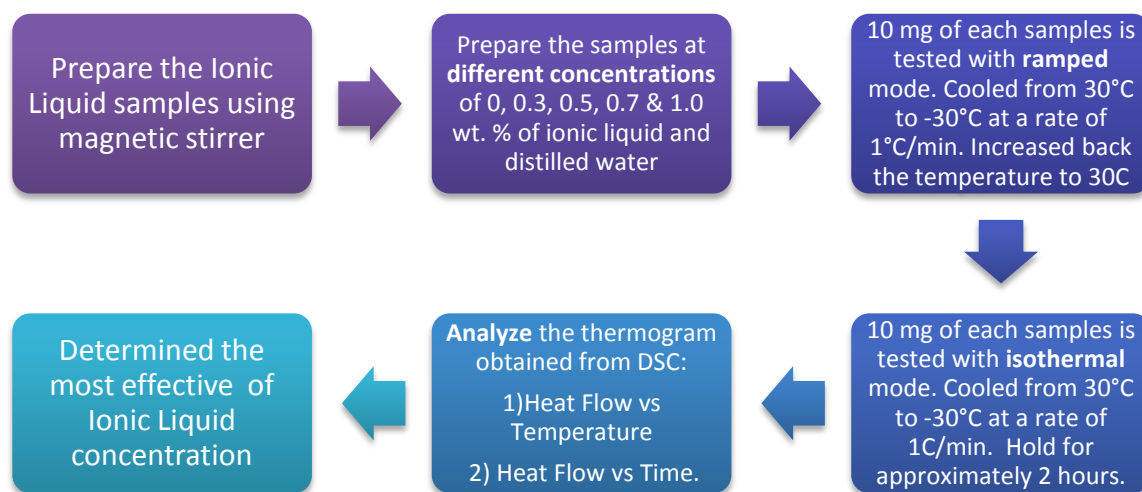 Prepare the Ionic
Liquid samples using
magnetic stirrer
Prepare the samples at
different concentrations
of 0, 0.3, 0.5, 0.7 & 1.0
wt. % of ionic liquid and
distilled water
10 mg of each samples is
tested with ramped
mode. Cooled from 30°C
to -30°C at a rate of
1°C/min. Increased back
the temperature to 30C
10 mg of each samples is
tested with isothermal
mode. Cooled from 30°C
to -30°C at a rate of
1C/min. Hold for
approximately 2 hours.
Analyze the thermogram
obtained from DSC:
1)Heat Flow vs
Temperature
2) Heat Flow vs Time.
Determined the
most effective of
Ionic Liquid
concentration